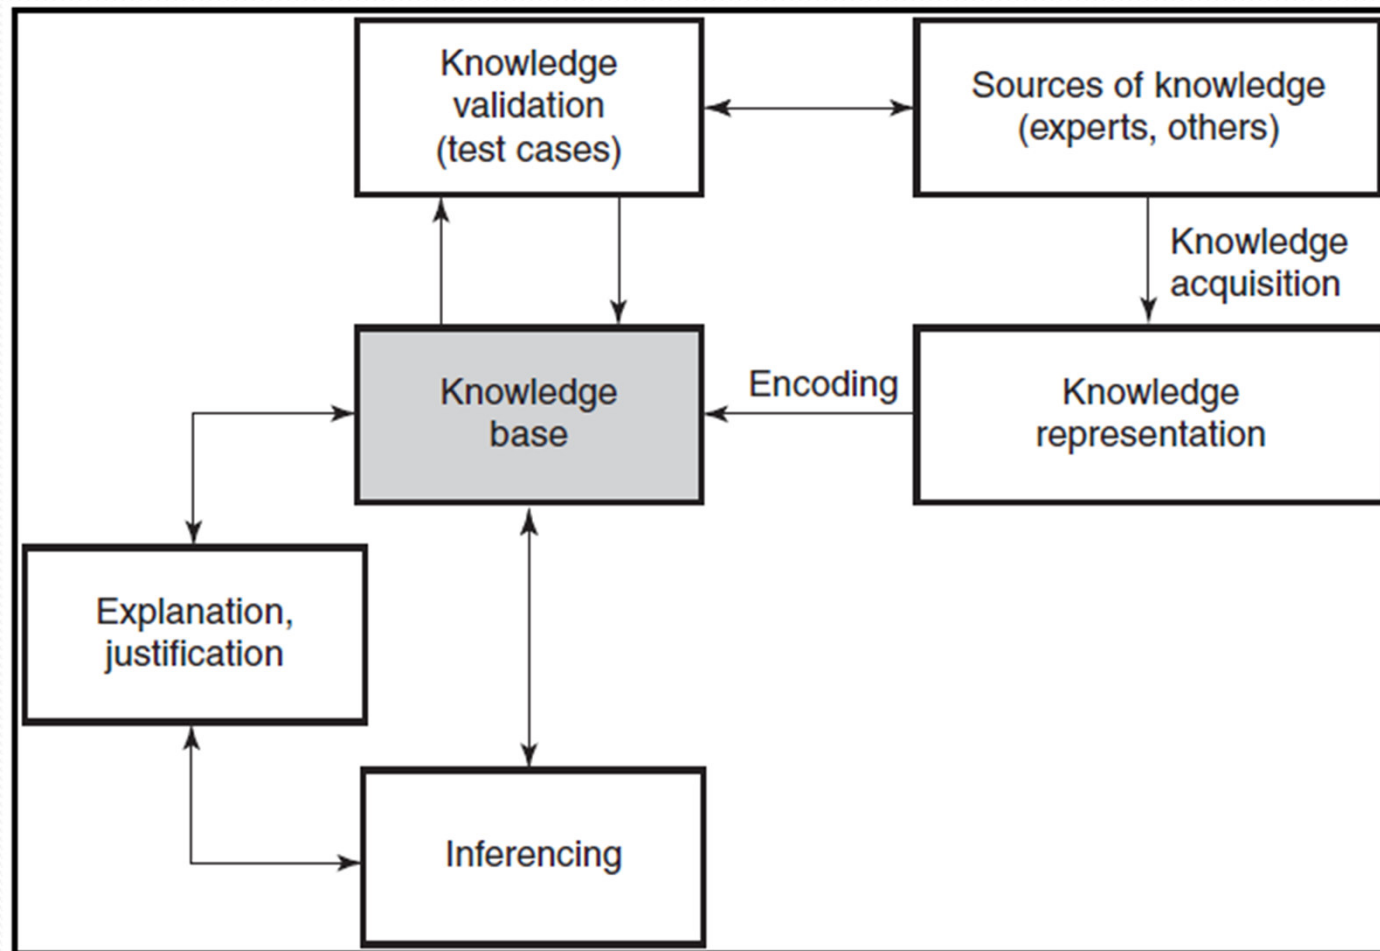 Knowledge
validation
(test cases)
Sources of knowledge
(experts, others)
Knowledge
acquisition
Knowledge
base
Encoding
Knowledge
representation
Explanation,
justification
Inferencing